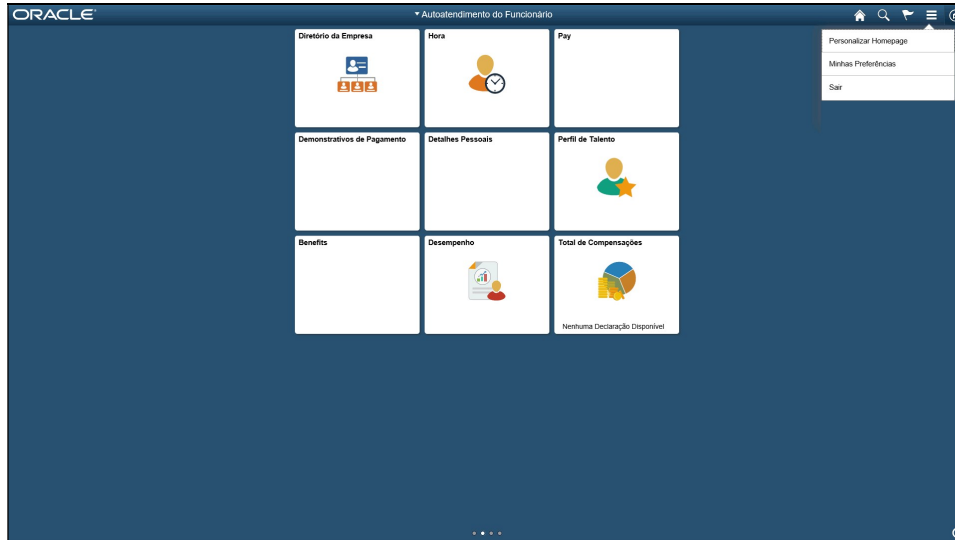 ORACLE
Autoatendimento do Funcionário
Personalizar Homepage
Minhas Preferências
Sair
Diretório da Empresa
Hora
Pay
Demonstrativos de Pagamento
Detalhes Pessoais
Perfil de Talento
Benefits
Desempenho
Total de Compensações
Nenhuma Declaração Disponível